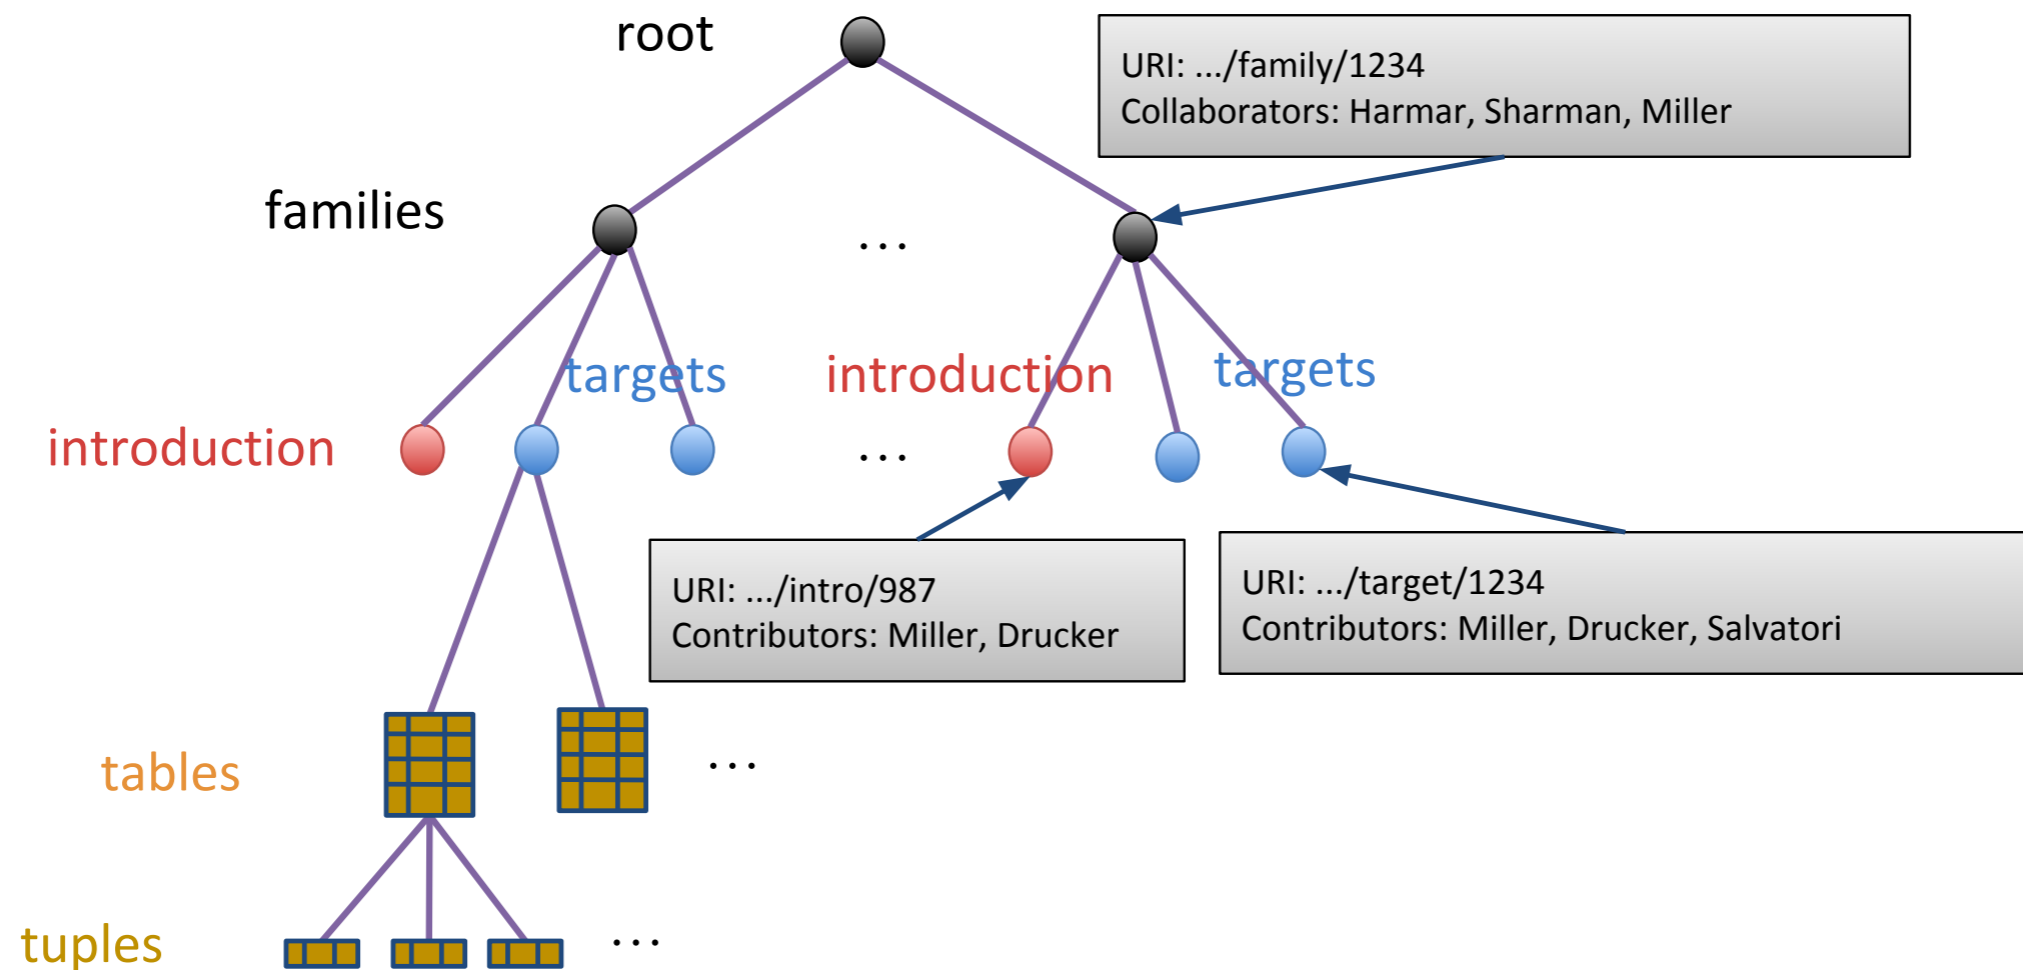 root
URI: .../family/1234
Collaborators: Harmar, Sharman, Miller
families
...
targets
introduction
targets
introduction
...
URI: .../intro/987
Contributors: Miller, Drucker
URI: .../target/1234
Contributors: Miller, Drucker, Salvatori
tables
...
tuples
...